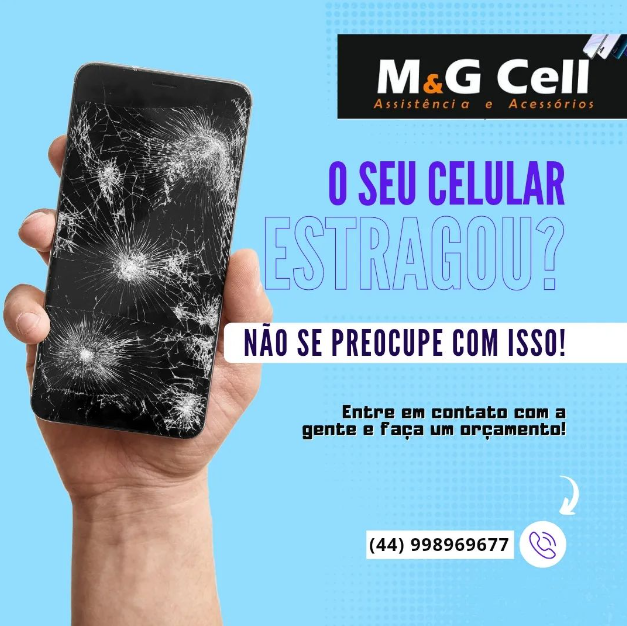 M&G Cell
Assistência e Acessórios
O SEU CELULAR
ESTRAGOU?
NÃO SE PREOCUPE COM ISSO!
Entre em contato com a
gente e faça um orçamento!
(44) 998969677